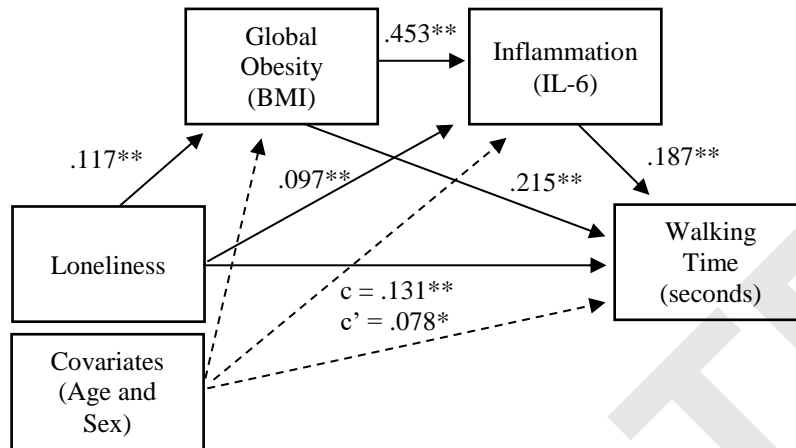 Global
Obesity
(BMI)
.453**
Inflammation
(IL-6)
.117**
.097**
.215**
.187**
Loneliness
Walking
Time
(seconds)
c = .131**
c’ = .078*
Covariates
(Age and
Sex)